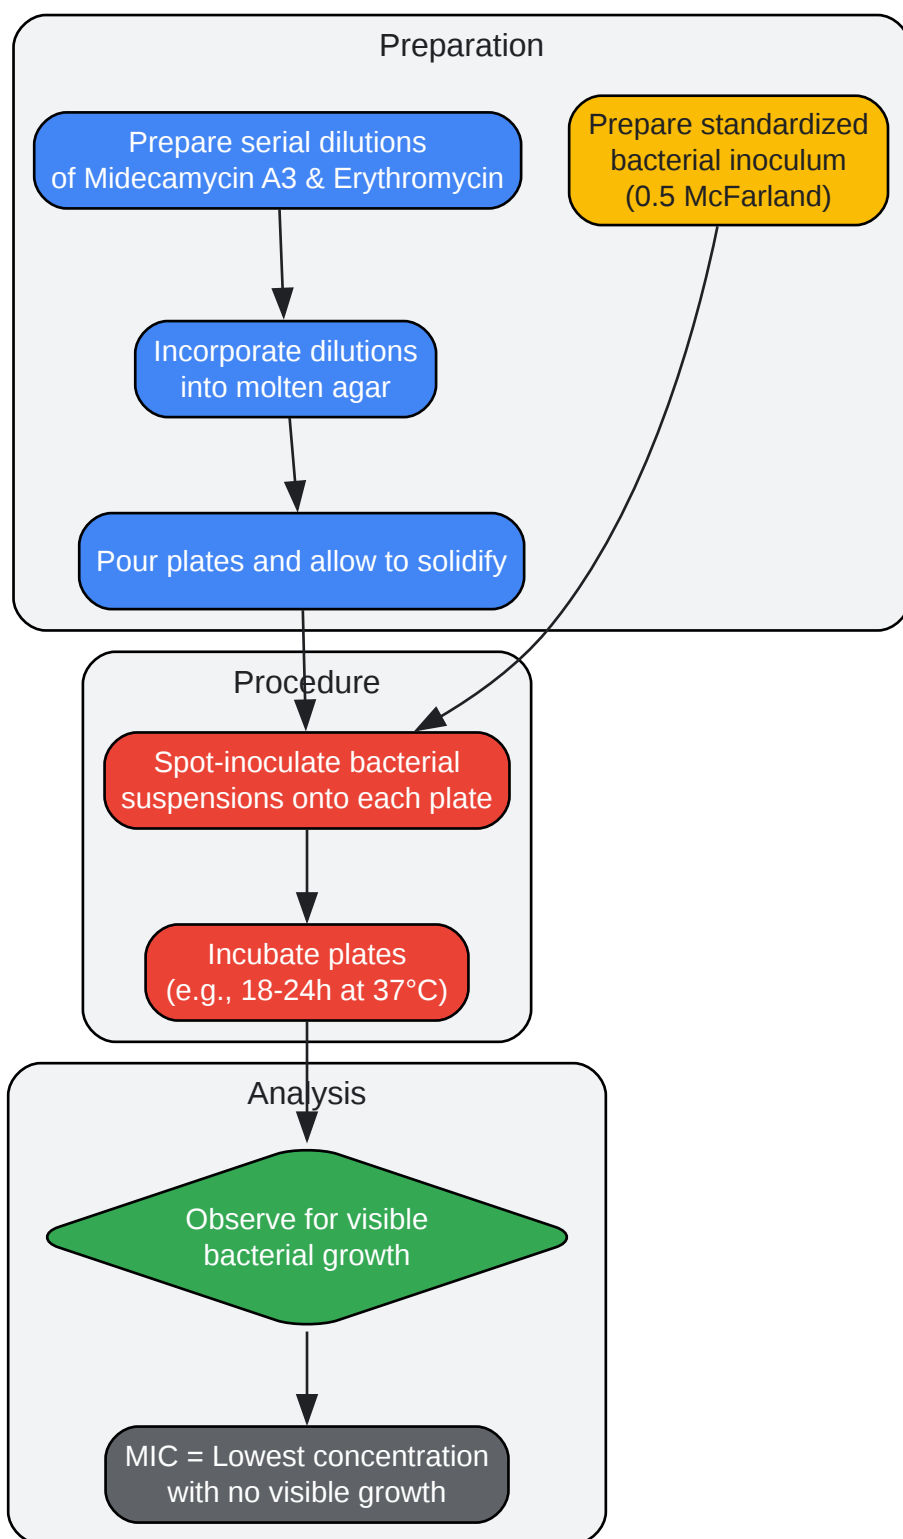 Preparation
Prepare serial dilutions
of Midecamycin A3 & Erythromycin
Prepare standardized
bacterial inoculum
(0.5 McFarland)
Incorporate dilutions
into molten agar
Pour plates and allow to solidify
Procedure
Spot-inoculate bacterial
suspensions onto each plate
Incubate plates
(e.g., 18-24h at 37°C)
Analysis
Observe for visible
bacterial growth
MIC = Lowest concentration
with no visible growth